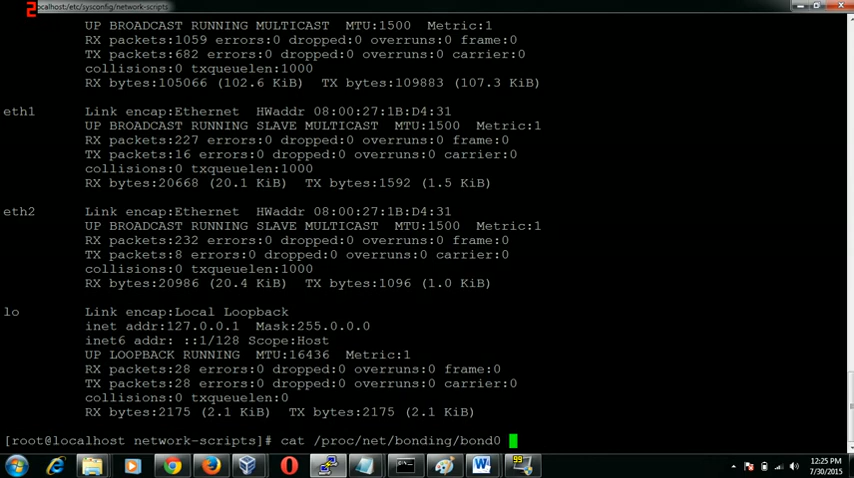 2
ocalhost:/etc/sysconfig/network-scripts
UP BROADCAST RUNNING MULTICAST  MTU:1500  Metric:1
RX packets:1059 errors:0 dropped:0 overruns:0 frame:0
TX packets:682 errors:0 dropped:0 overruns:0 carrier:0
collisions:0 txqueuelen:1000
RX bytes:105066 (102.6 KiB)  TX bytes:109883 (107.3 KiB)
eth1      Link encap:Ethernet  HWaddr 08:00:27:1B:D4:31
UP BROADCAST RUNNING SLAVE MULTICAST  MTU:1500  Metric:1
RX packets:227 errors:0 dropped:0 overruns:0 frame:0
TX packets:16 errors:0 dropped:0 overruns:0 carrier:0
collisions:0 txqueuelen:1000
RX bytes:20668 (20.1 KiB)  TX bytes:1592 (1.5 KiB)
eth2      Link encap:Ethernet  HWaddr 08:00:27:1B:D4:31
UP BROADCAST RUNNING SLAVE MULTICAST  MTU:1500  Metric:1
RX packets:232 errors:0 dropped:0 overruns:0 frame:0
TX packets:8 errors:0 dropped:0 overruns:0 carrier:0
collisions:0 txqueuelen:1000
RX bytes:20986 (20.4 KiB)  TX bytes:1096 (1.0 KiB)
lo        Link encap:Local Loopback
inet addr:127.0.0.1  Mask:255.0.0.0
inet6 addr: ::1/128 Scope:Host
UP LOOPBACK RUNNING  MTU:16436  Metric:1
RX packets:28 errors:0 dropped:0 overruns:0 frame:0
TX packets:28 errors:0 dropped:0 overruns:0 carrier:0
collisions:0 txqueuelen:0
RX bytes:2175 (2.1 KiB)  TX bytes:2175 (2.1 KiB)
[root@localhost network-scripts]# cat /proc/net/bonding/bond0
99
12:25 PM
7/30/2015